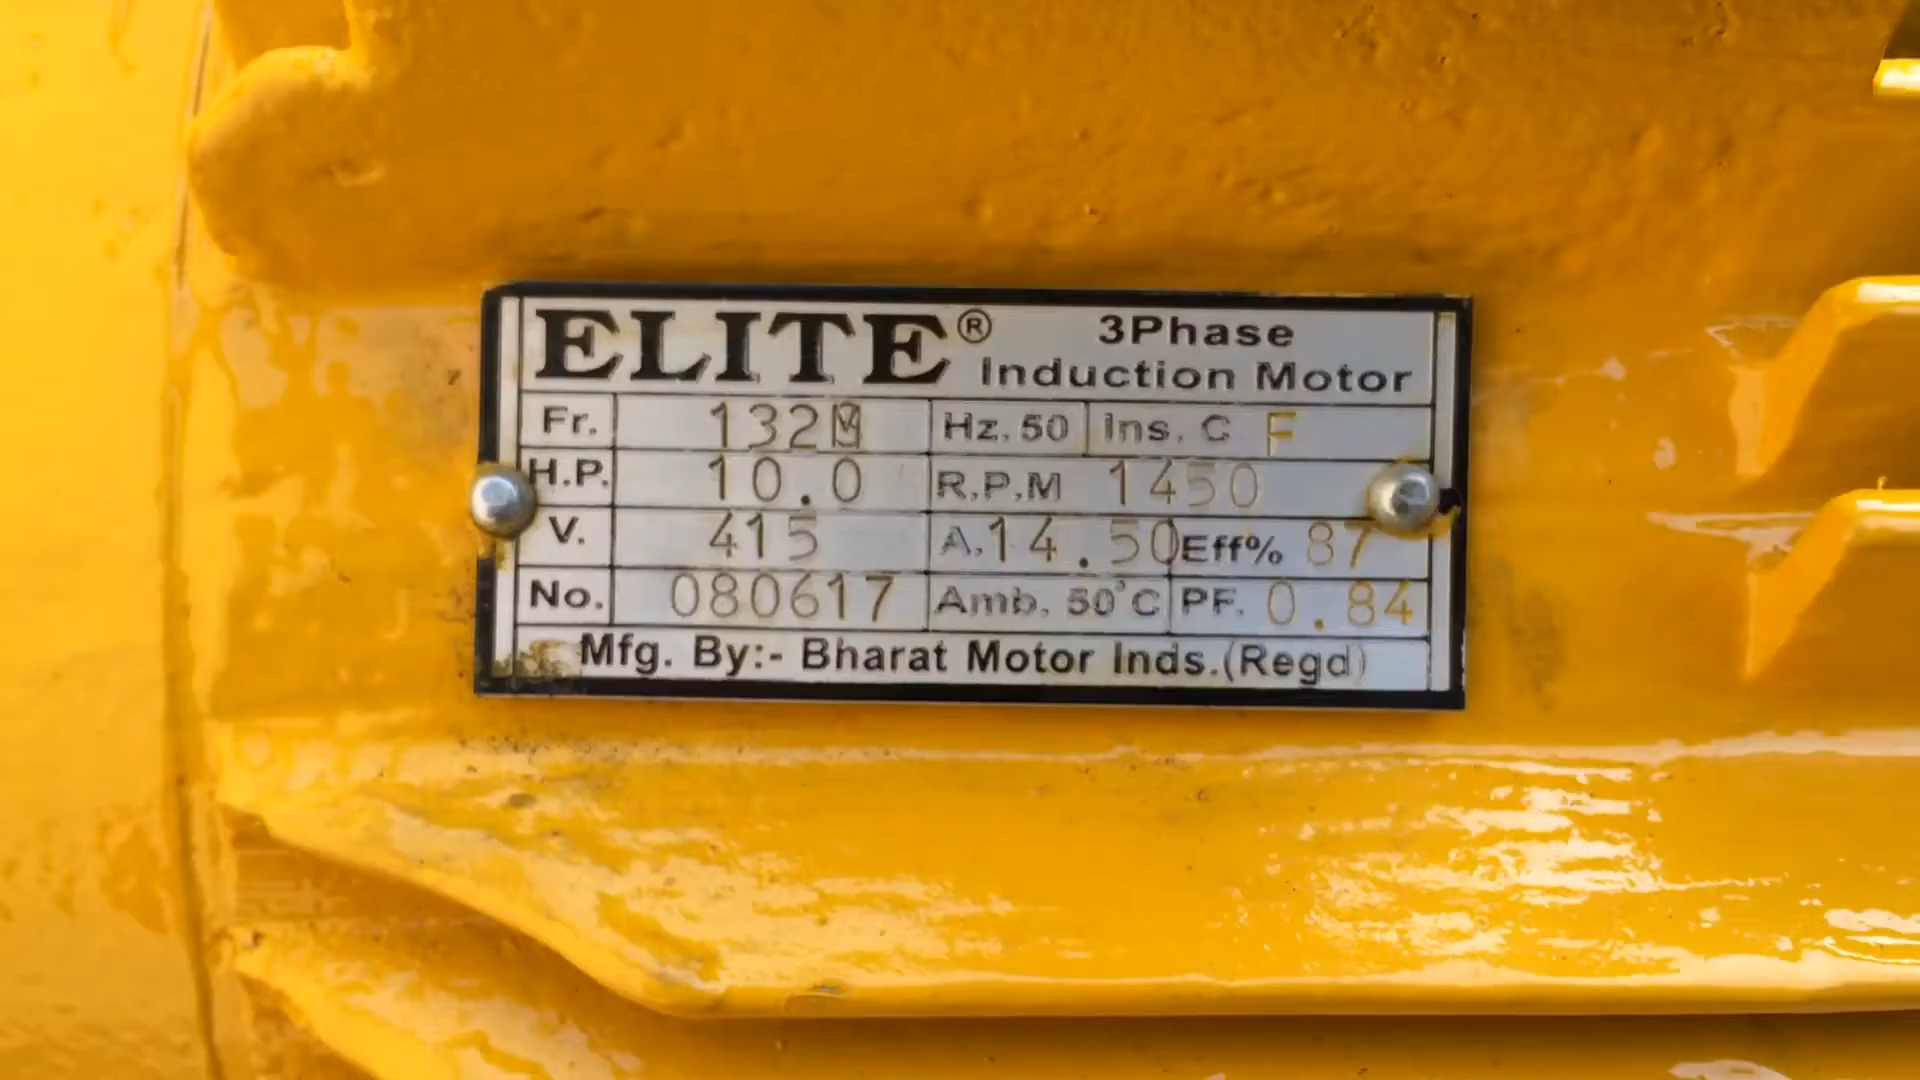 ELITE® 3Phase
Induction Motor
Fr. 132M Hz. 50 Ins. C F
H.P. 10.0 R.P.M 1450
V. 415 A. 14.50 Eff% 87
No. 080617 Amb. 50°C PF. 0.84
Mfg. By:- Bharat Motor Inds.(Regd)